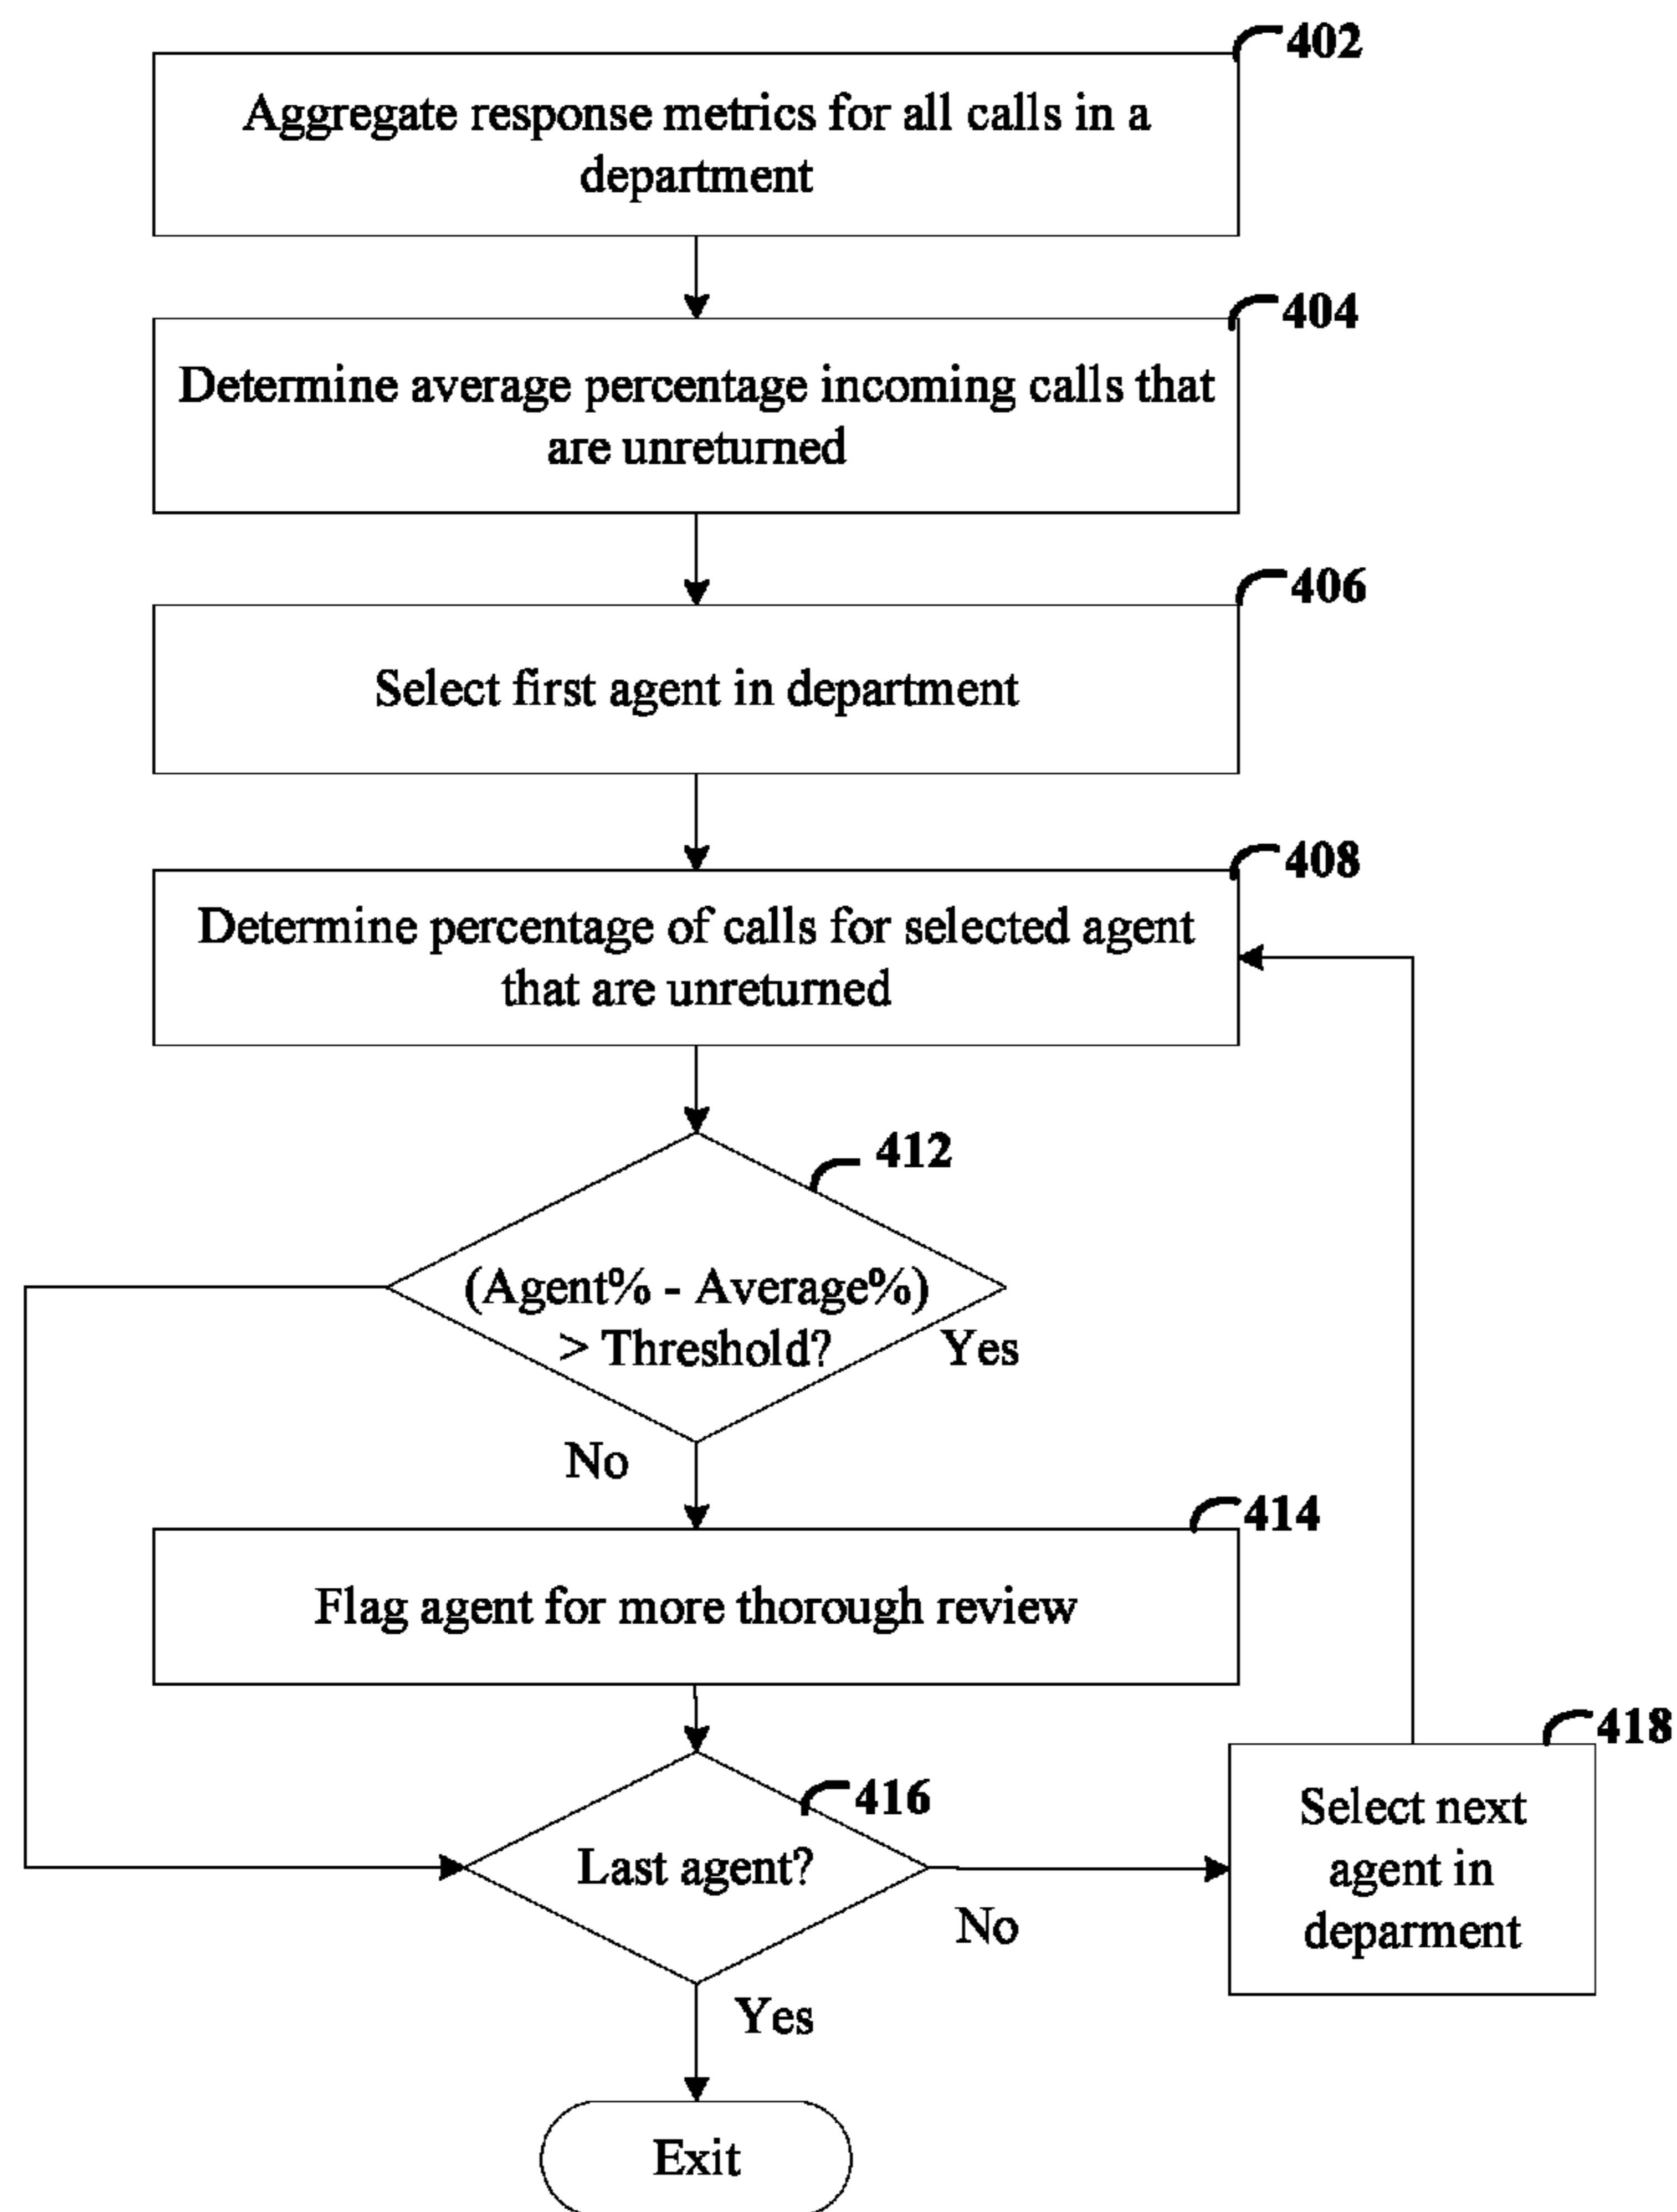 402
Aggregate response metrics for all calls in a
department
404
Determine average percentage incoming calls that
are unreturned
406
Select first agent in department
408
Determine percentage of calls for selected agent
that are unreturned
412
(Agent% - Average%)
> Threshold?
Yes
No
414
Flag agent for more thorough review
418
416
Last agent?
Select next
agent in
deparment
No
Yes
Exit